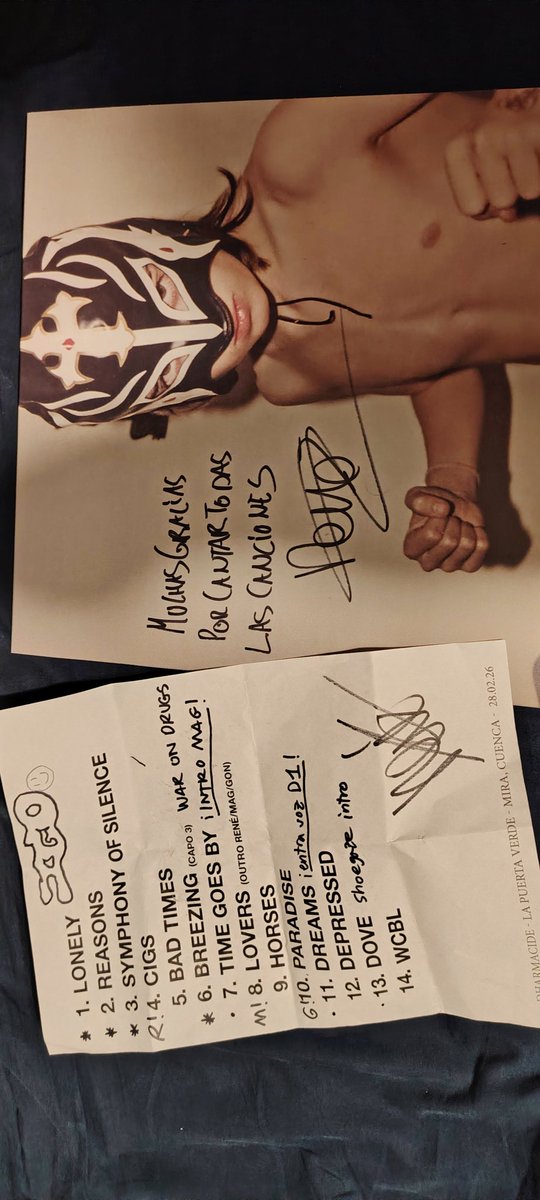 MUCHAS GRACIAS
POR CANTAR TODAS
LAS CANCIONES
SAGO
* 1. LONELY
* 2. REASONS
* 3. SYMPHONY OF SILENCE
R! 4. CIGS
5. BAD TIMES
* 6. BREEZING (CAPO 3) WAR ON DRUGS
· 7. TIME GOES BY ¡INTRO MAG!
M! 8. LOVERS (OUTRO RENE/MAG/GON)
9. HORSES
G! 10. PARADISE
· 11. DREAMS ¡entra voz D1!
12. DEPRESSED
· 13. DOVE shoegaze intro
14. WCBL
PHARMACIDE - LA PUERTA VERDE - MIRA, CUENCA - 28.02.26